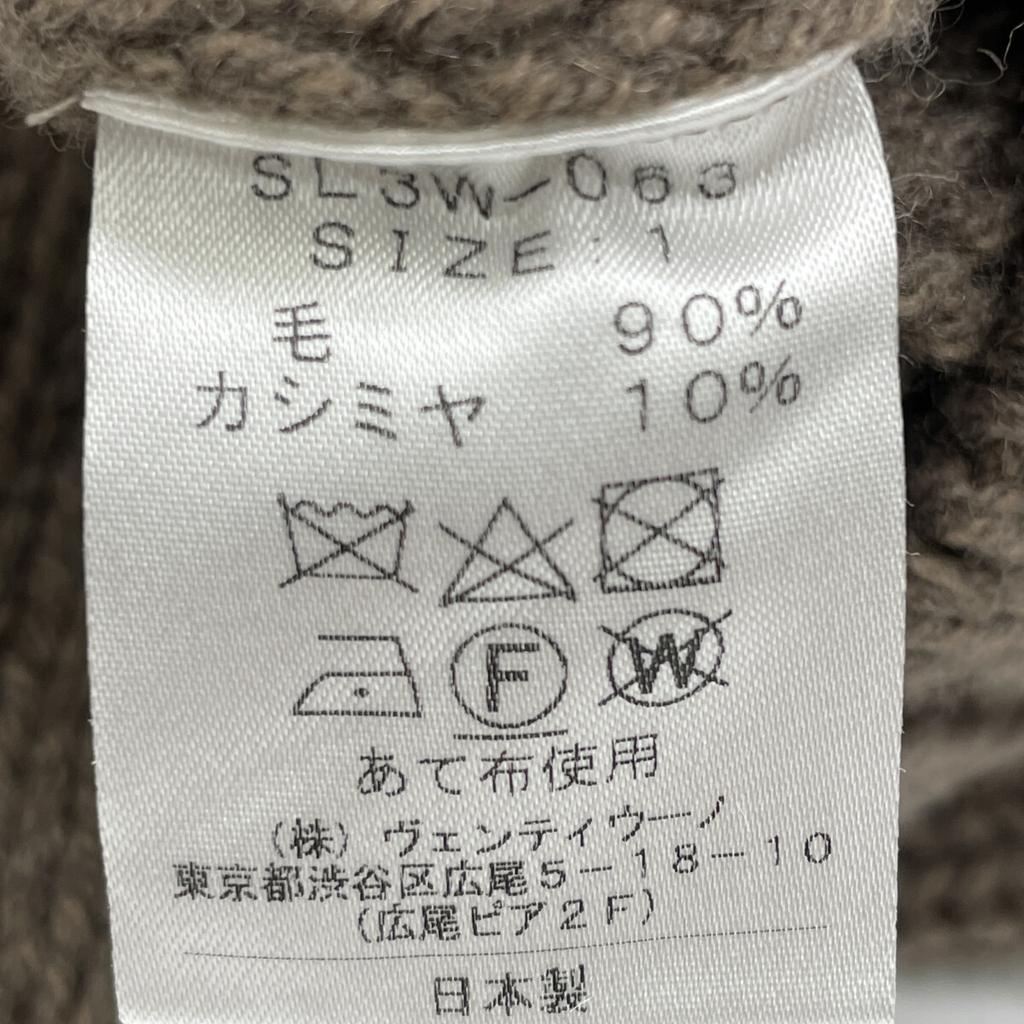 SL3W-063
SIZE:1
毛 90%
カシミヤ 10%
F W
あて布使用
(株)ヴェンティウーノ
東京都渋谷区広尾5-18-10
(広尾ピア2F)
日本製